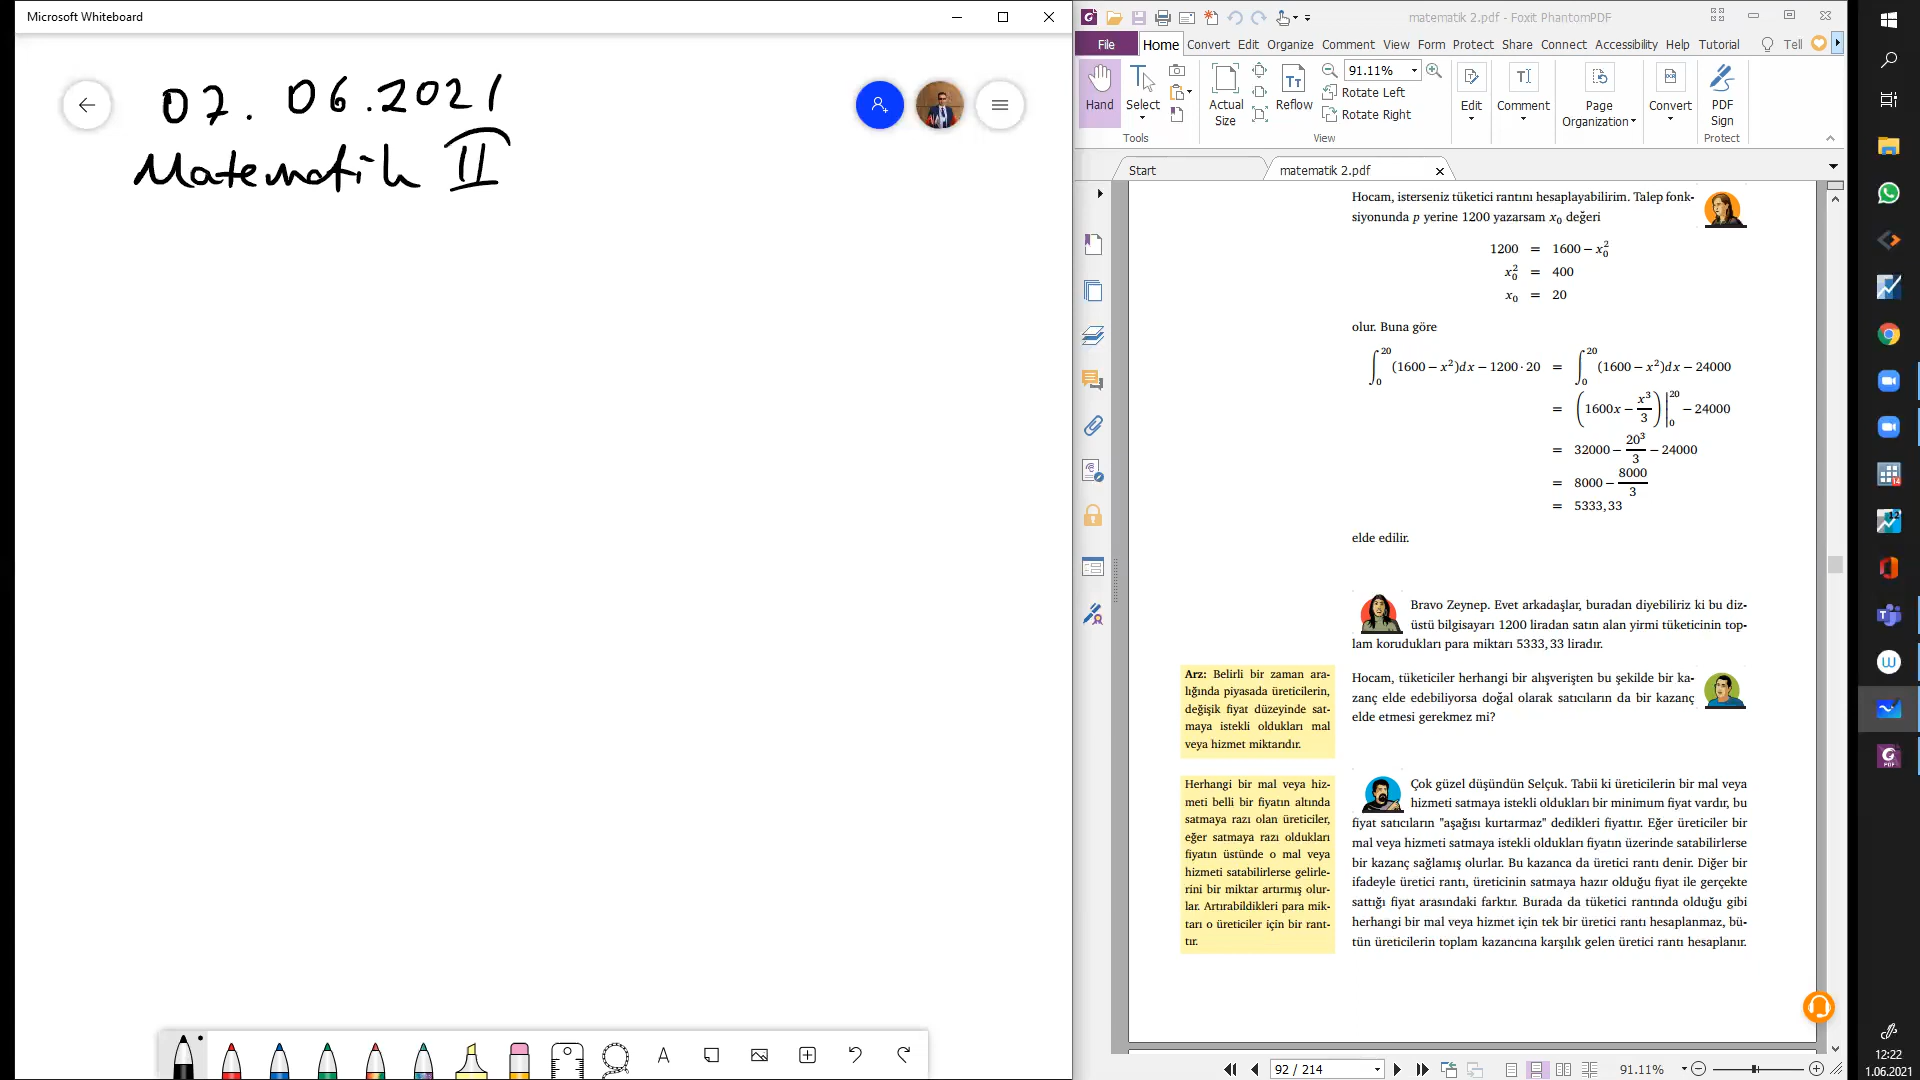 Microsoft Whiteboard
07. 06.2021
Matematik II
matematik 2.pdf - Foxit PhantomPDF
File Home Convert Edit Organize Comment View Form Protect Share Connect Accessibility Help Tutorial Tell
Hand Select
Actual Size Reflow
91.11%
Rotate Left
Rotate Right
Edit Comment Page Organization Convert PDF Sign
Tools View Protect
Start matematik 2.pdf
Hocam, isterseniz tüketici rantını hesaplayabilirim. Talep fonk-
siyonunda p yerine 1200 yazarsam x₀ değeri
1200 = 1600 − x₀²
x₀² = 400
x₀ = 20
olur. Buna göre
∫₀²⁰ (1600 − x²)dx − 1200 · 20 = ∫₀²⁰ (1600 − x²)dx − 24000
= (1600x − x³/3) |₀²⁰ − 24000
= 32000 − 20³/3 − 24000
= 8000 − 8000/3
= 5333,33
elde edilir.
Bravo Zeynep. Evet arkadaşlar, buradan diyebiliriz ki bu diz-
üstü bilgisayarı 1200 liradan satın alan yirmi tüketicinin top-
lam korudukları para miktarı 5333,33 liradır.
Arz: Belirli bir zaman ara-
lığında piyasada üreticilerin,
değişik fiyat düzeyinde sat-
maya istekli oldukları mal
veya hizmet miktarıdır.
Hocam, tüketiciler herhangi bir alışverişten bu şekilde bir ka-
zanç elde edebiliyorsa doğal olarak satıcıların da bir kazanç
elde etmesi gerekmez mi?
Herhangi bir mal veya hiz-
meti belli bir fiyatın altında
satmaya razı olan üreticiler,
eğer satmaya razı oldukları
fiyatın üstünde o mal veya
hizmeti satabilirlerse gelirle-
rini bir miktar artırmış olur-
lar. Artırabildikleri para mik-
tarı o üreticiler için bir rant-
tır.
Çok güzel düşündün Selçuk. Tabii ki üreticilerin bir mal veya
hizmeti satmaya istekli oldukları bir minimum fiyat vardır, bu
fiyat satıcıların "aşağısı kurtarmaz" dedikleri fiyattır. Eğer üreticiler bir
mal veya hizmeti satmaya istekli oldukları fiyatın üzerinde satabilirlerse
bir kazanç sağlamış olurlar. Bu kazanca da üretici rantı denir. Diğer bir
ifadeyle üretici rantı, üreticinin satmaya hazır olduğu fiyat ile gerçekte
sattığı fiyat arasındaki farktır. Burada da tüketici rantında olduğu gibi
herhangi bir mal veya hizmet için tek bir üretici rantı hesaplanmaz, bü-
tün üreticilerin toplam kazancına karşılık gelen üretici rantı hesaplanır.
92 / 214
91.11%
12:22
1.06.2021